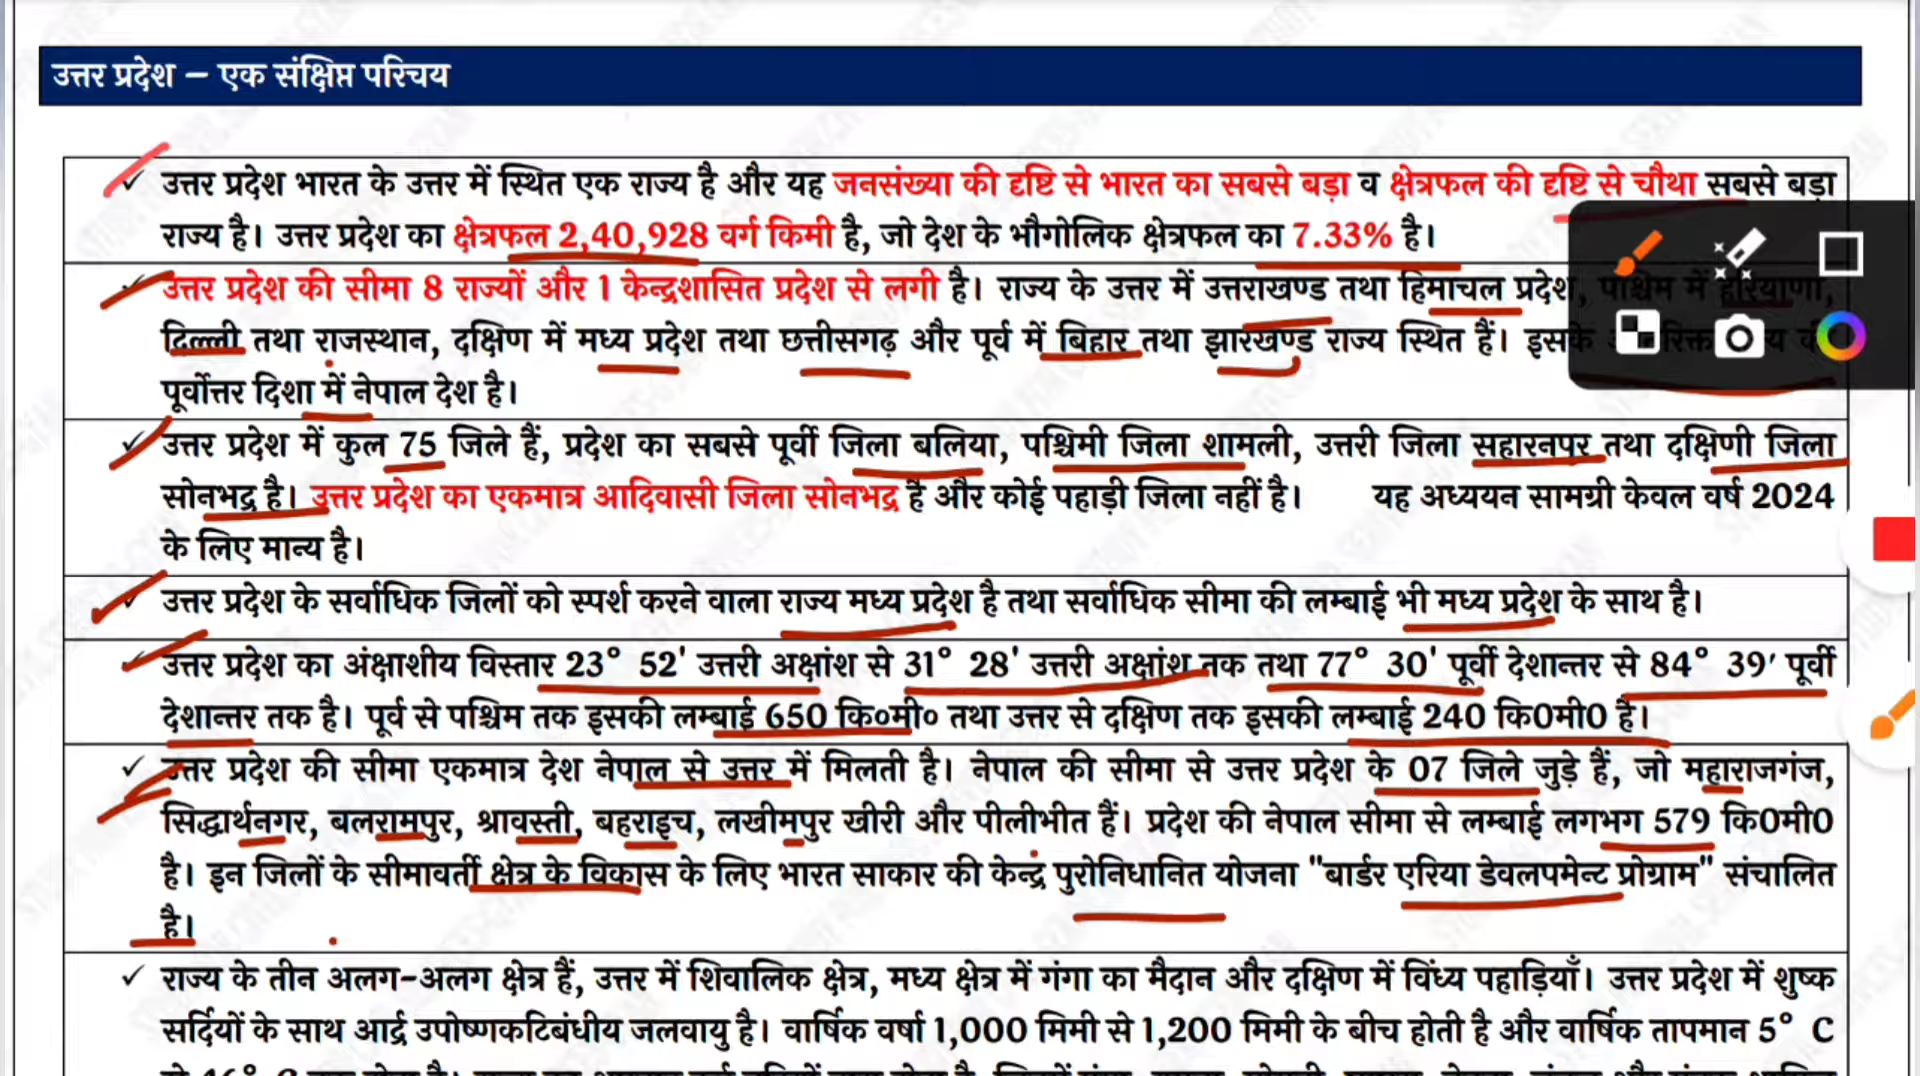 उत्तर प्रदेश – एक संक्षिप्त परिचय
✓ उत्तर प्रदेश भारत के उत्तर में स्थित एक राज्य है और यह जनसंख्या की दृष्टि से भारत का सबसे बड़ा व क्षेत्रफल की दृष्टि से चौथा सबसे बड़ा
राज्य है। उत्तर प्रदेश का क्षेत्रफल 2,40,928 वर्ग किमी है, जो देश के भौगोलिक क्षेत्रफल का 7.33% है।
✓ उत्तर प्रदेश की सीमा 8 राज्यों और 1 केन्द्रशासित प्रदेश से लगी है। राज्य के उत्तर में उत्तराखण्ड तथा हिमाचल प्रदेश, पश्चिम में हरियाणा,
दिल्ली तथा राजस्थान, दक्षिण में मध्य प्रदेश तथा छत्तीसगढ़ और पूर्व में बिहार तथा झारखण्ड राज्य स्थित हैं। इसके
पूर्वोत्तर दिशा में नेपाल देश है।
✓ उत्तर प्रदेश में कुल 75 जिले हैं, प्रदेश का सबसे पूर्वी जिला बलिया, पश्चिमी जिला शामली, उत्तरी जिला सहारनपुर तथा दक्षिणी जिला
सोनभद्र है। उत्तर प्रदेश का एकमात्र आदिवासी जिला सोनभद्र है और कोई पहाड़ी जिला नहीं है। यह अध्ययन सामग्री केवल वर्ष 2024
के लिए मान्य है।
✓ उत्तर प्रदेश के सर्वाधिक जिलों को स्पर्श करने वाला राज्य मध्य प्रदेश है तथा सर्वाधिक सीमा की लम्बाई भी मध्य प्रदेश के साथ है।
✓ उत्तर प्रदेश का अंक्षाशीय विस्तार 23° 52' उत्तरी अक्षांश से 31° 28' उत्तरी अक्षांश तक तथा 77° 30' पूर्वी देशान्तर से 84° 39′ पूर्वी
देशान्तर तक है। पूर्व से पश्चिम तक इसकी लम्बाई 650 कि०मी० तथा उत्तर से दक्षिण तक इसकी लम्बाई 240 कि0मी0 है।
✓ उत्तर प्रदेश की सीमा एकमात्र देश नेपाल से उत्तर में मिलती है। नेपाल की सीमा से उत्तर प्रदेश के 07 जिले जुड़े हैं, जो महाराजगंज,
सिद्धार्थनगर, बलरामपुर, श्रावस्ती, बहराइच, लखीमपुर खीरी और पीलीभीत हैं। प्रदेश की नेपाल सीमा से लम्बाई लगभग 579 कि0मी0
है। इन जिलों के सीमावर्ती क्षेत्र के विकास के लिए भारत साकार की केन्द्र पुरोनिधानित योजना "बार्डर एरिया डेवलपमेन्ट प्रोग्राम" संचालित
है।
✓ राज्य के तीन अलग-अलग क्षेत्र हैं, उत्तर में शिवालिक क्षेत्र, मध्य क्षेत्र में गंगा का मैदान और दक्षिण में विंध्य पहाड़ियाँ। उत्तर प्रदेश में शुष्क
सर्दियों के साथ आर्द्र उपोष्णकटिबंधीय जलवायु है। वार्षिक वर्षा 1,000 मिमी से 1,200 मिमी के बीच होती है और वार्षिक तापमान 5° C